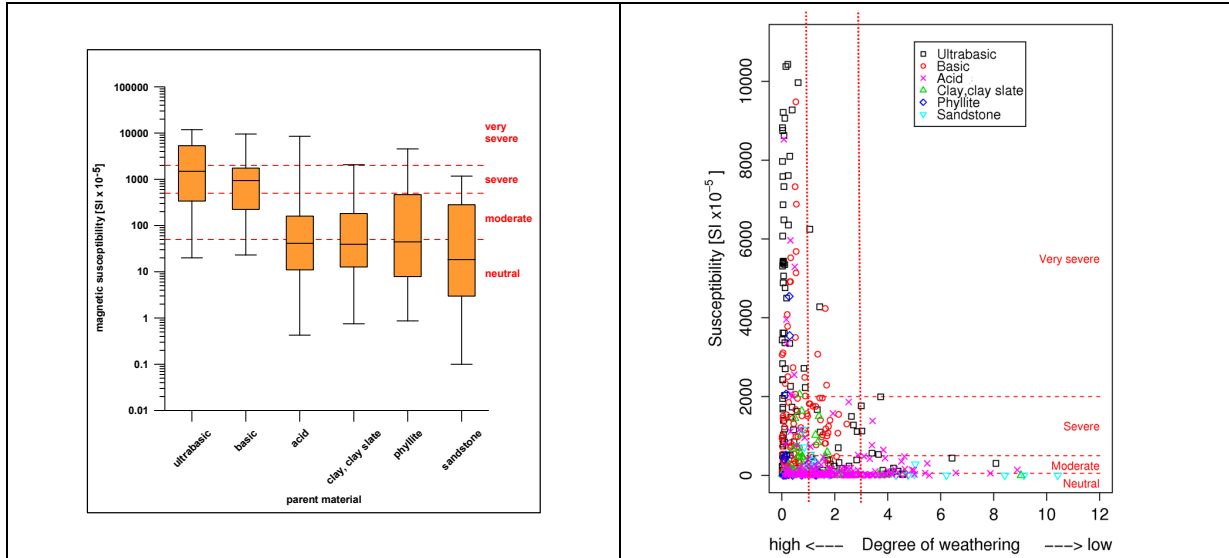 100000
10000
1000
100
10
1
0.1
0.01
magnetic susceptibility [SI x 10⁻⁵]
very
severe
severe
moderate
neutral
ultrabasic
basic
acid
clay, clay slate
phyllite
sandstone
parent material
Susceptibility [SI x10⁻⁵]
10000
8000
6000
4000
2000
0
Ultrabasic
Basic
Acid
Clay,clay slate
Phyllite
Sandstone
Very severe
Severe
Moderate
Neutral
0 2 4 6 8 10 12
high <--- Degree of weathering ---> low